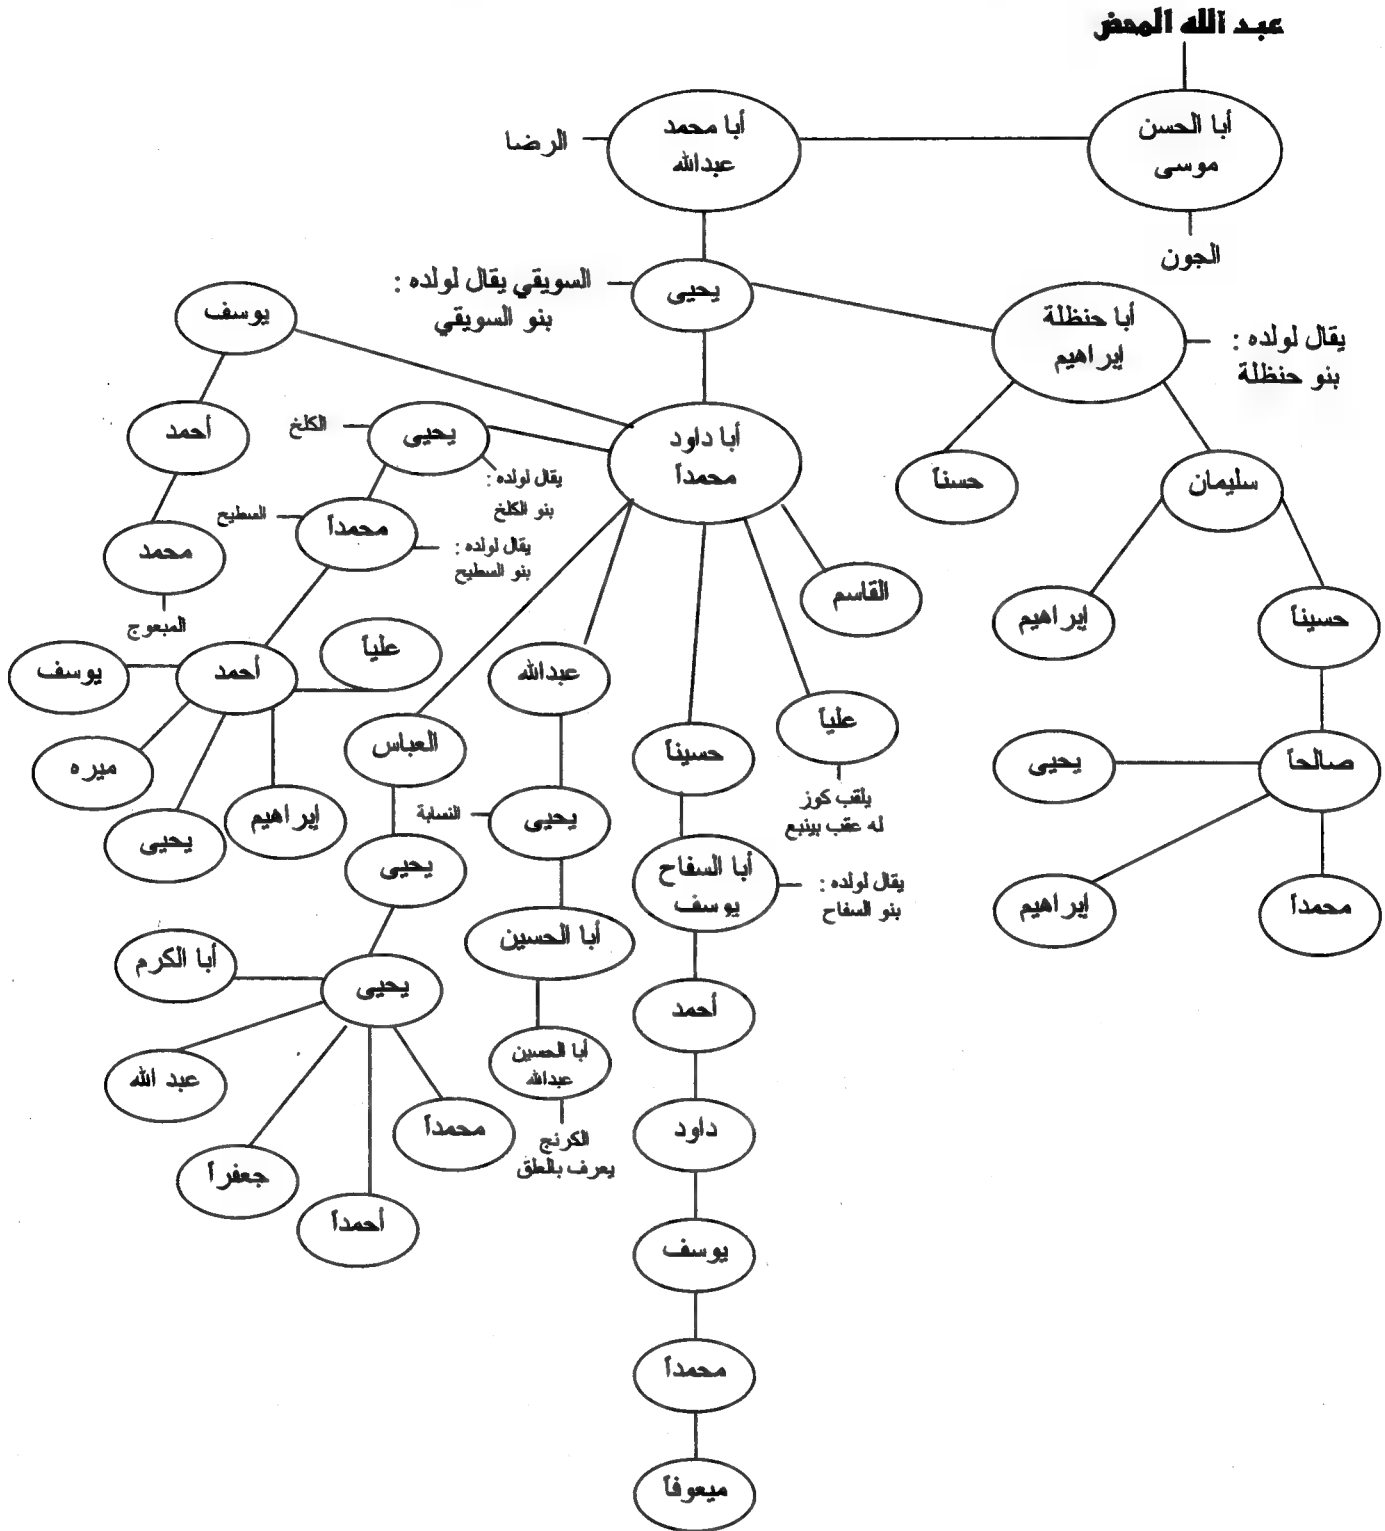 عبد الله المحض
أبا الحسن
موسى
الجون
أبا محمد
عبدالله
الرضا
يحيى
السويقي يقال لولده :
بنو السويقي
أبا حنظلة
إبراهيم
يقال لولده :
بنو حنظلة
حسناً
سليمان
إبراهيم
حسيناً
صالحاً
يحيى
إبراهيم
محمداً
أبا داود
محمداً
القاسم
علياً
يلقب كوز
له عقب بينبع
حسيناً
أبا السفاح
يوسف
يقال لولده :
بنو السفاح
أحمد
داود
يوسف
محمداً
ميعوفاً
عبدالله
يحيى
النسابة
أبا الحسين
أبا الحسين
عبدالله
الكرنج
يعرف بالعلق
العباس
يحيى
يحيى
أبا الكرم
عبد الله
جعفراً
أحمداً
محمداً
يحيى
الكلخ
يقال لولده :
بنو الكلخ
محمداً
السطيح
يقال لولده :
بنو السطيح
أحمد
علياً
إبراهيم
يحيى
ميره
يوسف
يوسف
أحمد
محمد
المبعوج